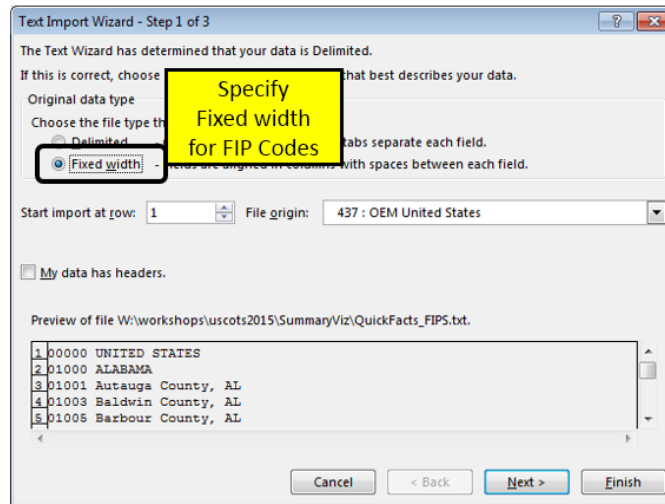 Text Import Wizard - Step 1 of 3
The Text Wizard has determined that your data is Delimited.
If this is correct, choose that best describes your data.
Specify
Fixed width
for FIP Codes
Original data type
Choose the file type th
Delimited - tabs separate each field.
Fixed width - Fields are aligned in columns with spaces between each field.
Start import at row: 1 File origin: 437 : OEM United States
My data has headers.
Preview of file W:\workshops\uscots2015\SummaryViz\QuickFacts_FIPS.txt.
1 00000 UNITED STATES
2 01000 ALABAMA
3 01001 Autauga County, AL
4 01003 Baldwin County, AL
5 01005 Barbour County, AL
Cancel < Back Next > Finish